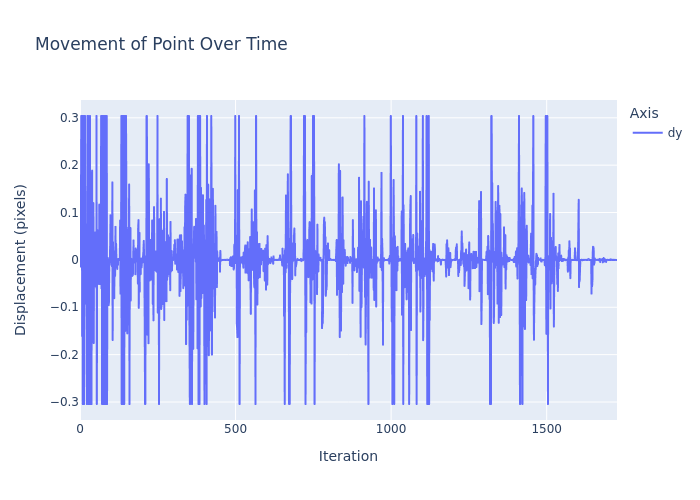 Movement of Point Over Time
Axis
dy
Displacement (pixels)
0.3
0.2
0.1
0
−0.1
−0.2
−0.3
0
500
1000
1500
Iteration